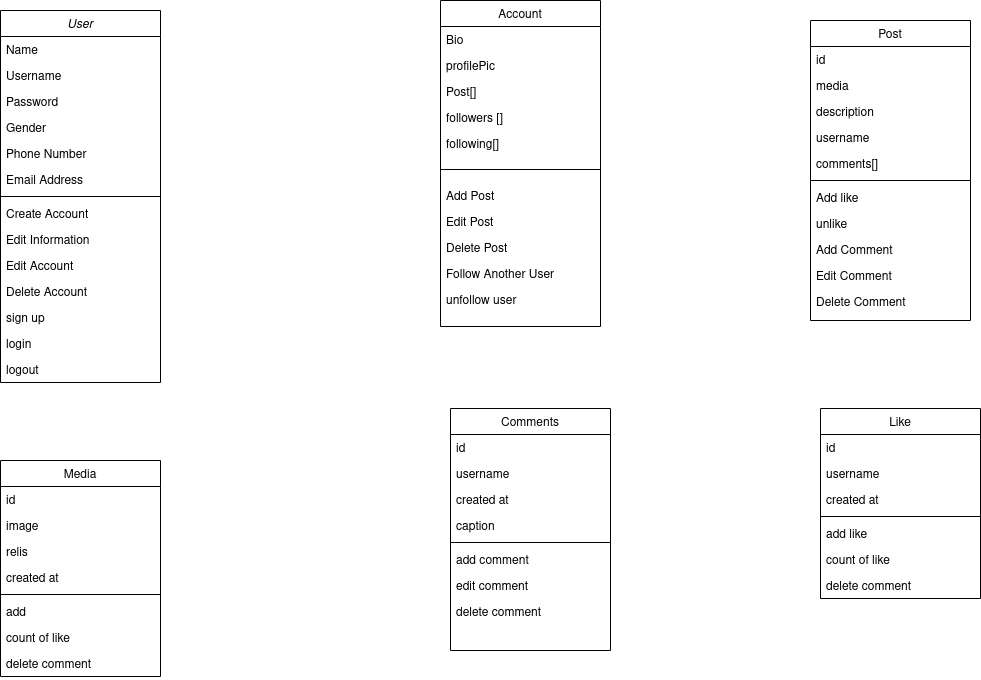 User
Name
Username
Password
Gender
Phone Number
Email Address
Create Account
Edit Information
Edit Account
Delete Account
sign up
login
logout
Account
Bio
profilePic
Post[]
followers []
following[]
Add Post
Edit Post
Delete Post
Follow Another User
unfollow user
Post
id
media
description
username
comments[]
Add like
unlike
Add Comment
Edit Comment
Delete Comment
Media
id
image
relis
created at
add
count of like
delete comment
Comments
id
username
created at
caption
add comment
edit comment
delete comment
Like
id
username
created at
add like
count of like
delete comment